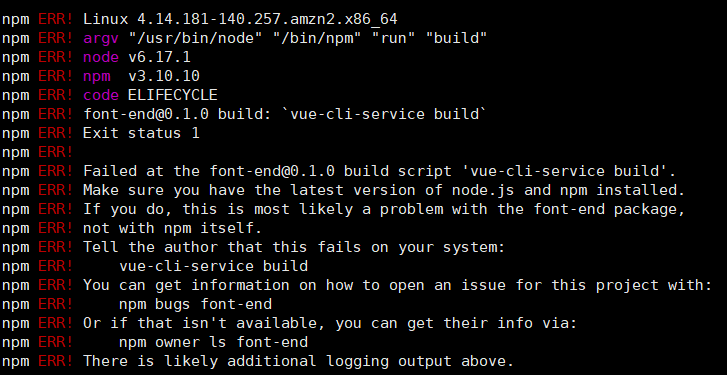 npm ERR! Linux 4.14.181-140.257.amzn2.x86_64
npm ERR! argv "/usr/bin/node" "/bin/npm" "run" "build"
npm ERR! node v6.17.1
npm ERR! npm  v3.10.10
npm ERR! code ELIFECYCLE
npm ERR! font-end@0.1.0 build: `vue-cli-service build`
npm ERR! Exit status 1
npm ERR!
npm ERR! Failed at the font-end@0.1.0 build script 'vue-cli-service build'.
npm ERR! Make sure you have the latest version of node.js and npm installed.
npm ERR! If you do, this is most likely a problem with the font-end package,
npm ERR! not with npm itself.
npm ERR! Tell the author that this fails on your system:
npm ERR!     vue-cli-service build
npm ERR! You can get information on how to open an issue for this project with:
npm ERR!     npm bugs font-end
npm ERR! Or if that isn't available, you can get their info via:
npm ERR!     npm owner ls font-end
npm ERR! There is likely additional logging output above.